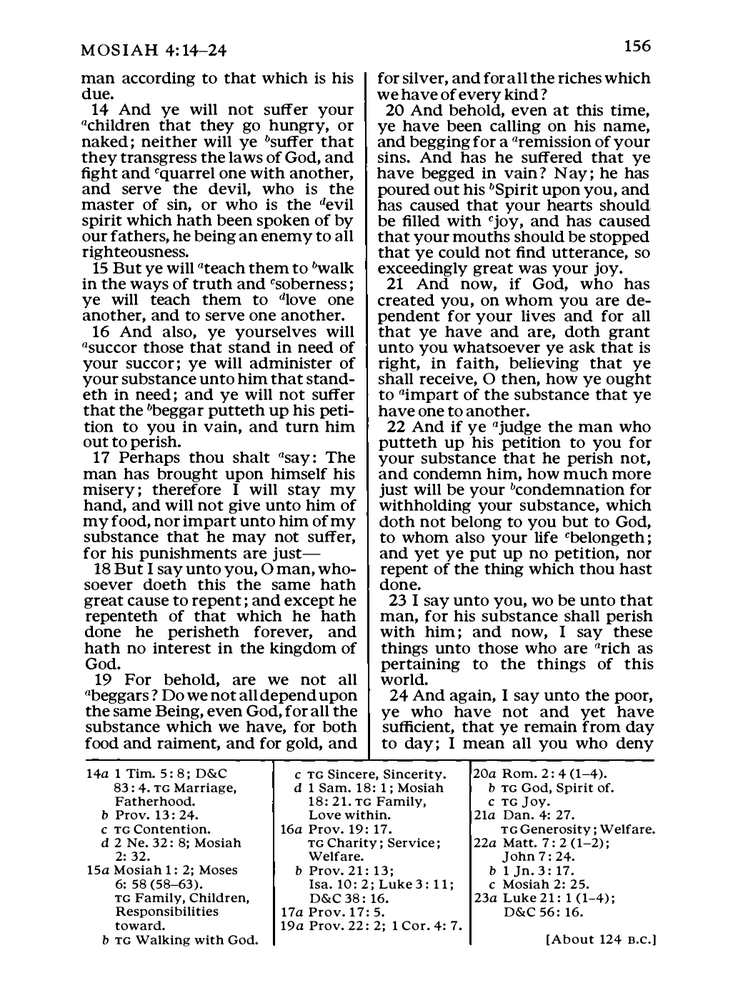 MOSIAH 4:14–24
156
man according to that which is his
due.
14 And ye will not suffer your
ᵃchildren that they go hungry, or
naked; neither will ye ᵇsuffer that
they transgress the laws of God, and
fight and ᶜquarrel one with another,
and serve the devil, who is the
master of sin, or who is the ᵈevil
spirit which hath been spoken of by
our fathers, he being an enemy to all
righteousness.
15 But ye will ᵃteach them to ᵇwalk
in the ways of truth and ᶜsoberness;
ye will teach them to ᵈlove one
another, and to serve one another.
16 And also, ye yourselves will
ᵃsuccor those that stand in need of
your succor; ye will administer of
your substance unto him that stand-
eth in need; and ye will not suffer
that the ᵇbeggar putteth up his peti-
tion to you in vain, and turn him
out to perish.
17 Perhaps thou shalt ᵃsay: The
man has brought upon himself his
misery; therefore I will stay my
hand, and will not give unto him of
my food, nor impart unto him of my
substance that he may not suffer,
for his punishments are just—
18 But I say unto you, O man, who-
soever doeth this the same hath
great cause to repent; and except he
repenteth of that which he hath
done he perisheth forever, and
hath no interest in the kingdom of
God.
19 For behold, are we not all
ᵃbeggars? Do we not all depend upon
the same Being, even God, for all the
substance which we have, for both
food and raiment, and for gold, and
for silver, and for all the riches which
we have of every kind?
20 And behold, even at this time,
ye have been calling on his name,
and begging for a ᵃremission of your
sins. And has he suffered that ye
have begged in vain? Nay; he has
poured out his ᵇSpirit upon you, and
has caused that your hearts should
be filled with ᶜjoy, and has caused
that your mouths should be stopped
that ye could not find utterance, so
exceedingly great was your joy.
21 And now, if God, who has
created you, on whom you are de-
pendent for your lives and for all
that ye have and are, doth grant
unto you whatsoever ye ask that is
right, in faith, believing that ye
shall receive, O then, how ye ought
to ᵃimpart of the substance that ye
have one to another.
22 And if ye ᵃjudge the man who
putteth up his petition to you for
your substance that he perish not,
and condemn him, how much more
just will be your ᵇcondemnation for
withholding your substance, which
doth not belong to you but to God,
to whom also your life ᶜbelongeth;
and yet ye put up no petition, nor
repent of the thing which thou hast
done.
23 I say unto you, wo be unto that
man, for his substance shall perish
with him; and now, I say these
things unto those who are ᵃrich as
pertaining to the things of this
world.
24 And again, I say unto the poor,
ye who have not and yet have
sufficient, that ye remain from day
to day; I mean all you who deny
14a 1 Tim. 5: 8; D&C
83: 4. TG Marriage,
Fatherhood.
b Prov. 13: 24.
c TG Contention.
d 2 Ne. 32: 8; Mosiah
2: 32.
15a Mosiah 1: 2; Moses
6: 58 (58–63).
TG Family, Children,
Responsibilities
toward.
b TG Walking with God.
c TG Sincere, Sincerity.
d 1 Sam. 18: 1; Mosiah
18: 21. TG Family,
Love within.
16a Prov. 19: 17.
TG Charity; Service;
Welfare.
b Prov. 21: 13;
Isa. 10: 2; Luke 3: 11;
D&C 38: 16.
17a Prov. 17: 5.
19a Prov. 22: 2; 1 Cor. 4: 7.
20a Rom. 2: 4 (1–4).
b TG God, Spirit of.
c TG Joy.
21a Dan. 4: 27.
TG Generosity; Welfare.
22a Matt. 7: 2 (1–2);
John 7: 24.
b 1 Jn. 3: 17.
c Mosiah 2: 25.
23a Luke 21: 1 (1–4);
D&C 56: 16.
[About 124 B.C.]